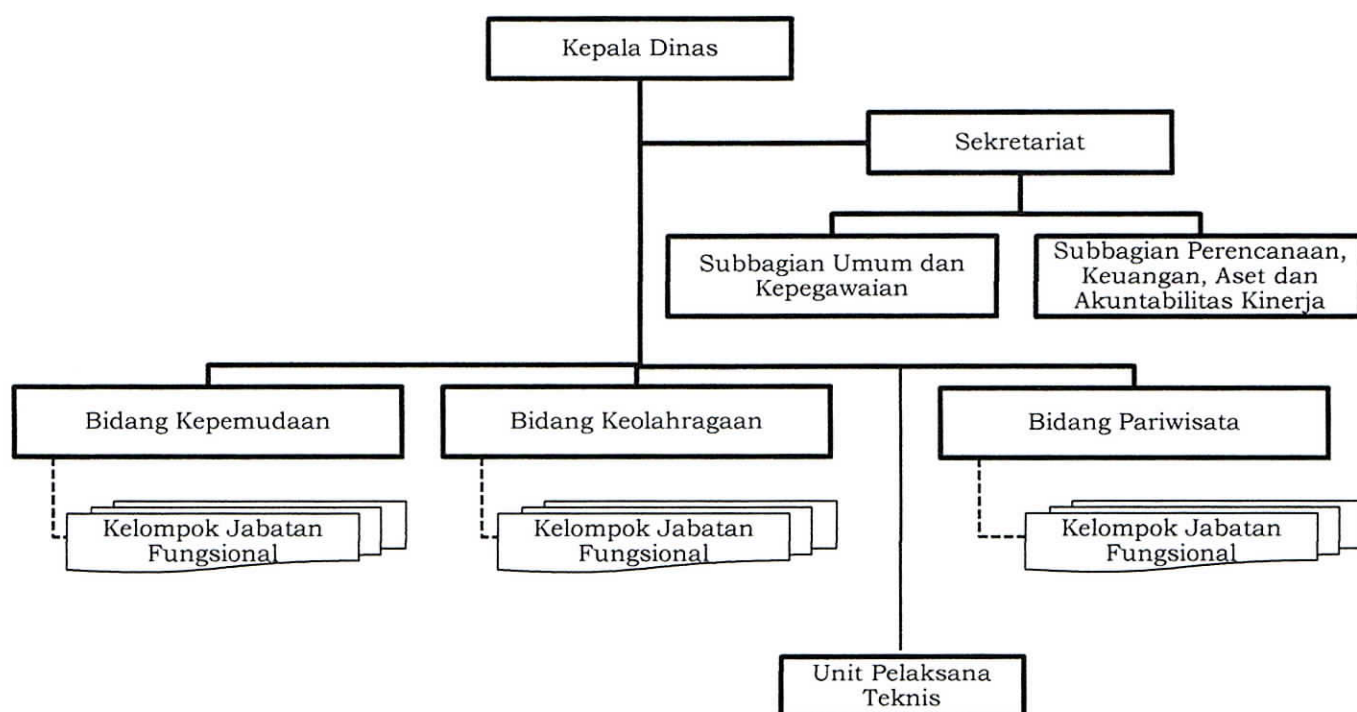 Kepala Dinas
Sekretariat
Subbagian Umum dan
Kepegawaian
Subbagian Perencanaan,
Keuangan, Aset dan
Akuntabilitas Kinerja
Bidang Kepemudaan
Bidang Keolahragaan
Bidang Pariwisata
Kelompok Jabatan
Fungsional
Kelompok Jabatan
Fungsional
Kelompok Jabatan
Fungsional
Unit Pelaksana
Teknis